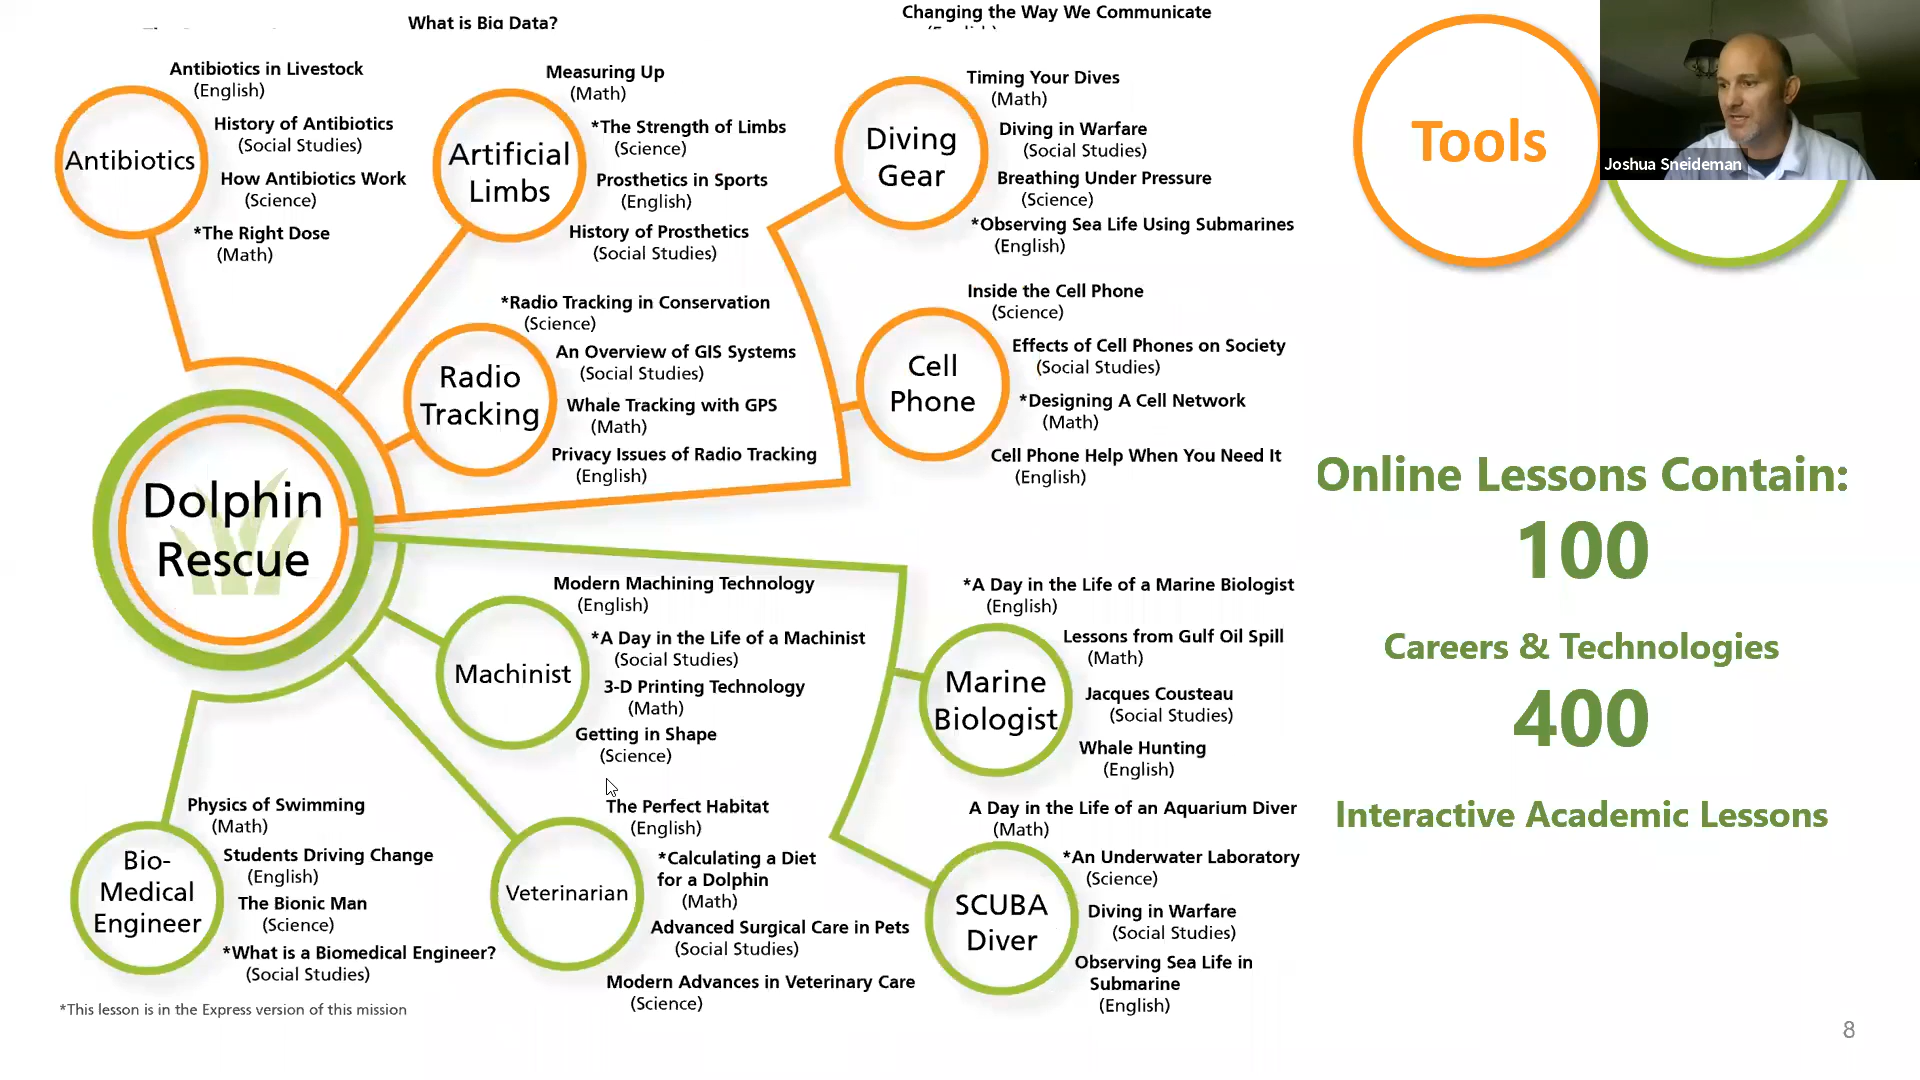 What is Big Data?
Changing the Way We Communicate
Antibiotics in Livestock
(English)
History of Antibiotics
(Social Studies)
Antibiotics
How Antibiotics Work
(Science)
*The Right Dose
(Math)
Measuring Up
(Math)
*The Strength of Limbs
(Science)
Artificial
Limbs
Prosthetics in Sports
(English)
History of Prosthetics
(Social Studies)
Timing Your Dives
(Math)
Diving in Warfare
(Social Studies)
Diving
Gear
Breathing Under Pressure
(Science)
*Observing Sea Life Using Submarines
(English)
Tools
Joshua Sneideman
*Radio Tracking in Conservation
(Science)
An Overview of GIS Systems
(Social Studies)
Radio
Tracking
Whale Tracking with GPS
(Math)
Privacy Issues of Radio Tracking
(English)
Inside the Cell Phone
(Science)
Effects of Cell Phones on Society
(Social Studies)
Cell
Phone
*Designing A Cell Network
(Math)
Cell Phone Help When You Need It
(English)
Dolphin
Rescue
Online Lessons Contain:
100
Careers & Technologies
400
Interactive Academic Lessons
Modern Machining Technology
(English)
*A Day in the Life of a Machinist
(Social Studies)
Machinist
3-D Printing Technology
(Math)
Getting in Shape
(Science)
*A Day in the Life of a Marine Biologist
(English)
Lessons from Gulf Oil Spill
(Math)
Marine
Biologist
Jacques Cousteau
(Social Studies)
Whale Hunting
(English)
Physics of Swimming
(Math)
Students Driving Change
(English)
Bio-
Medical
Engineer
The Bionic Man
(Science)
*What is a Biomedical Engineer?
(Social Studies)
The Perfect Habitat
(English)
*Calculating a Diet
for a Dolphin
(Math)
Veterinarian
Advanced Surgical Care in Pets
(Social Studies)
Modern Advances in Veterinary Care
(Science)
A Day in the Life of an Aquarium Diver
(Math)
*An Underwater Laboratory
(Science)
SCUBA
Diver
Diving in Warfare
(Social Studies)
Observing Sea Life in
Submarine
(English)
*This lesson is in the Express version of this mission
8